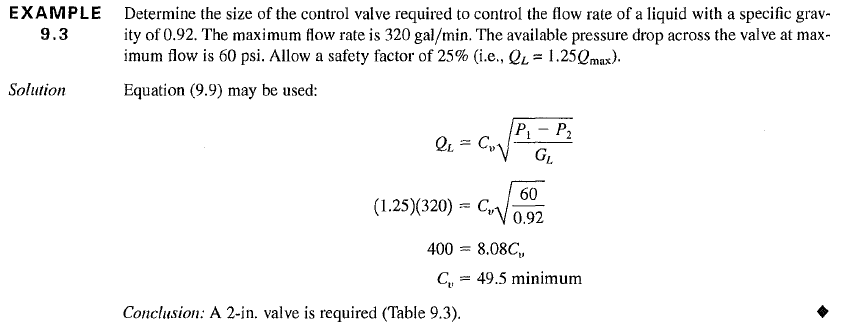 EXAMPLE Determine the size of the control valve required to control the flow rate of a liquid with a specific grav-
9.3 ity of 0.92. The maximum flow rate is 320 gal/min. The available pressure drop across the valve at max-
imum flow is 60 psi. Allow a safety factor of 25% (i.e., Q_L = 1.25Q_max).
Solution Equation (9.9) may be used:
Q_L = C_v √((P_1 − P_2)/G_L)
(1.25)(320) = C_v √(60/0.92)
400 = 8.08C_v
C_v = 49.5 minimum
Conclusion: A 2-in. valve is required (Table 9.3). ◆